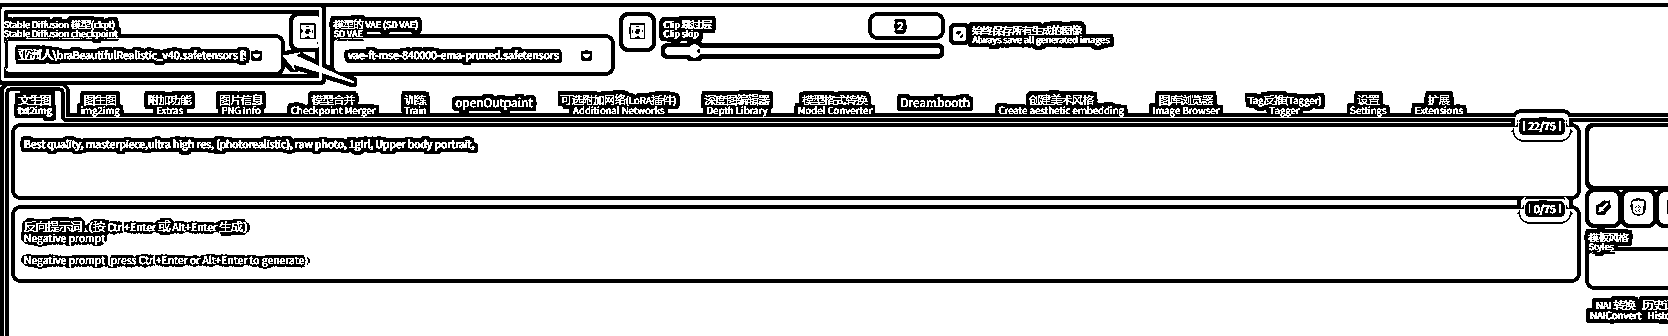 Stable Diffusion 模型(ckpt)
Stable Diffusion checkpoint
亚洲人\braBeautifulRealistic_v40.safetensors [
模型的 VAE (SD VAE)
SD VAE
vae-ft-mse-840000-ema-pruned.safetensors
Clip 跳过层
Clip skip
2
始终保存所有生成的图像
Always save all generated images
文生图
txt2img
图生图
img2img
附加功能
Extras
图片信息
PNG Info
模型合并
Checkpoint Merger
训练
Train
openOutpaint
可选附加网络(LoRA插件)
Additional Networks
深度图编辑器
Depth Library
模型格式转换
Model Converter
Dreambooth
创建美术风格
Create aesthetic embedding
图库浏览器
Image Browser
Tag反推(Tagger)
Tagger
设置
Settings
扩展
Extensions
22/75
Best quality, masterpiece,ultra high res, (photorealistic), raw photo, 1girl, Upper body portrait,
0/75
反向提示词 (按 Ctrl+Enter 或 Alt+Enter 生成)
Negative prompt
Negative prompt (press Ctrl+Enter or Alt+Enter to generate)
模板风格
Styles
NAI 转换
NAIConvert